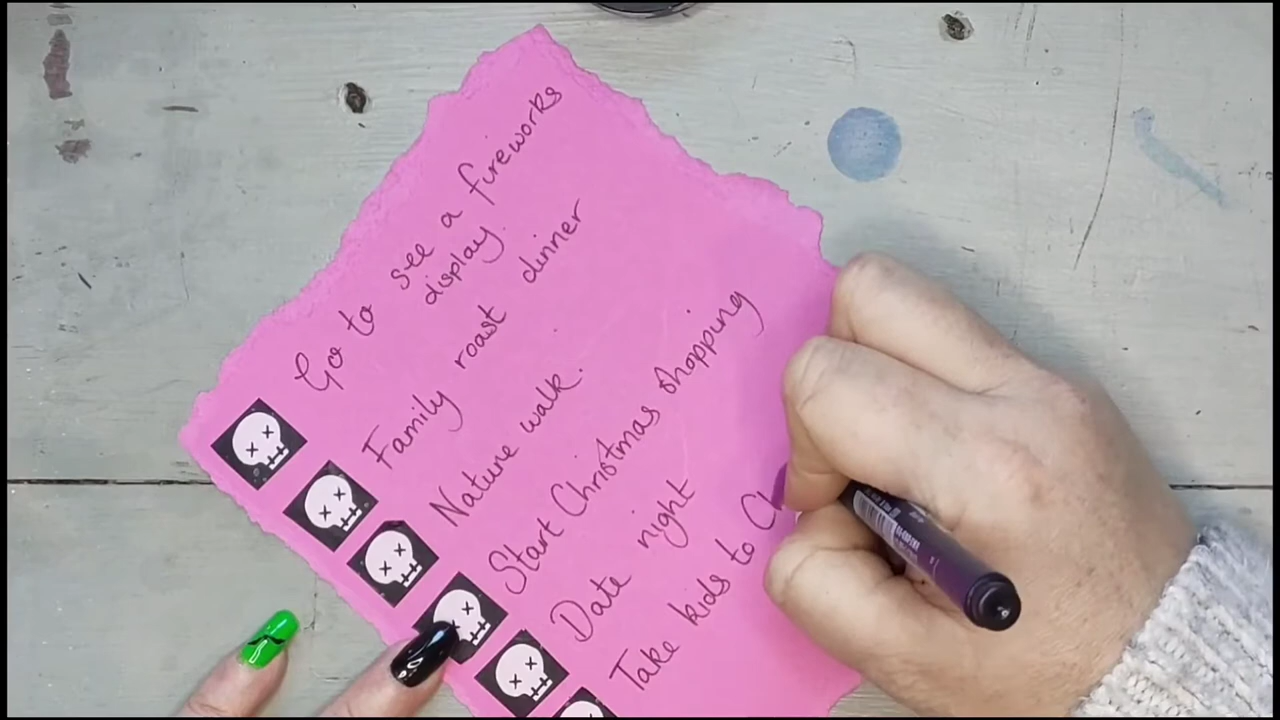 Go to see a fireworks
display.
Family roast dinner
Nature walk.
Start Christmas shopping
Date night
Take kids to